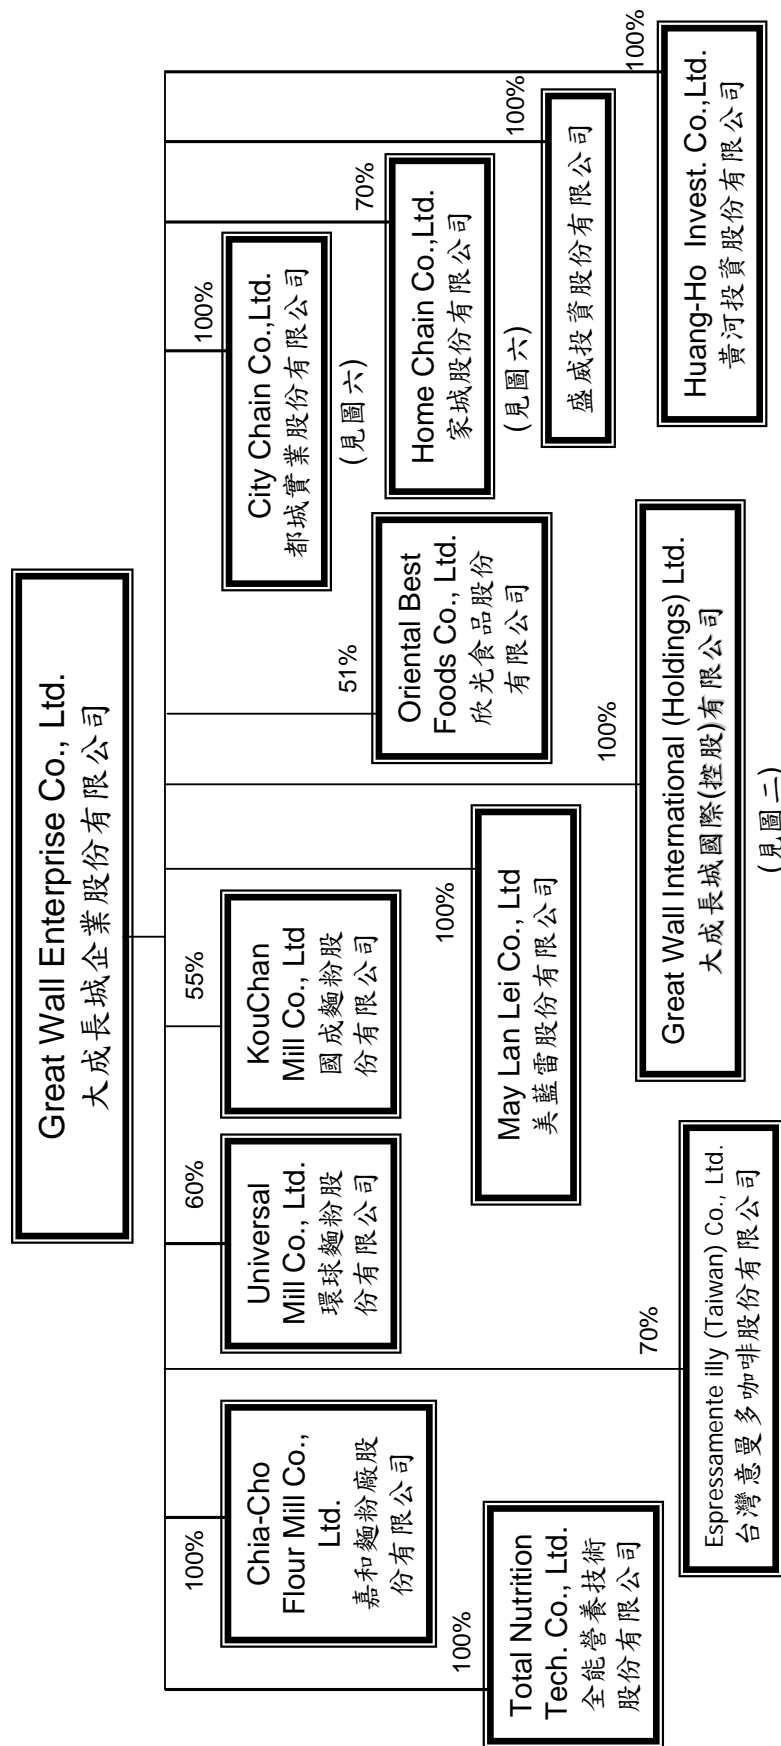 Great Wall Enterprise Co., Ltd.
大成長城企業股份有限公司
100%
Chia-Cho
Flour Mill Co.,
Ltd.
嘉和麵粉廠股
份有限公司
60%
Universal
Mill Co., Ltd.
環球麵粉股
份有限公司
55%
KouChan
Mill Co., Ltd
國成麵粉股
份有限公司
100%
City Chain Co.,Ltd.
都城實業股份有限公司
(見圖六)
51%
Oriental Best
Foods Co., Ltd.
欣光食品股份
有限公司
70%
Home Chain Co.,Ltd.
家城股份有限公司
(見圖六)
100%
Total Nutrition
Tech. Co., Ltd.
全能營養技術
股份有限公司
100%
May Lan Lei Co., Ltd
美藍雷股份有限公司
100%
盛威投資股份有限公司
70%
Espressamente illy (Taiwan) Co., Ltd.
台灣意曼多咖啡股份有限公司
100%
Great Wall International (Holdings) Ltd.
大成長城國際(控股)有限公司
(見圖二)
100%
Huang-Ho Invest. Co.,Ltd.
黃河投資股份有限公司